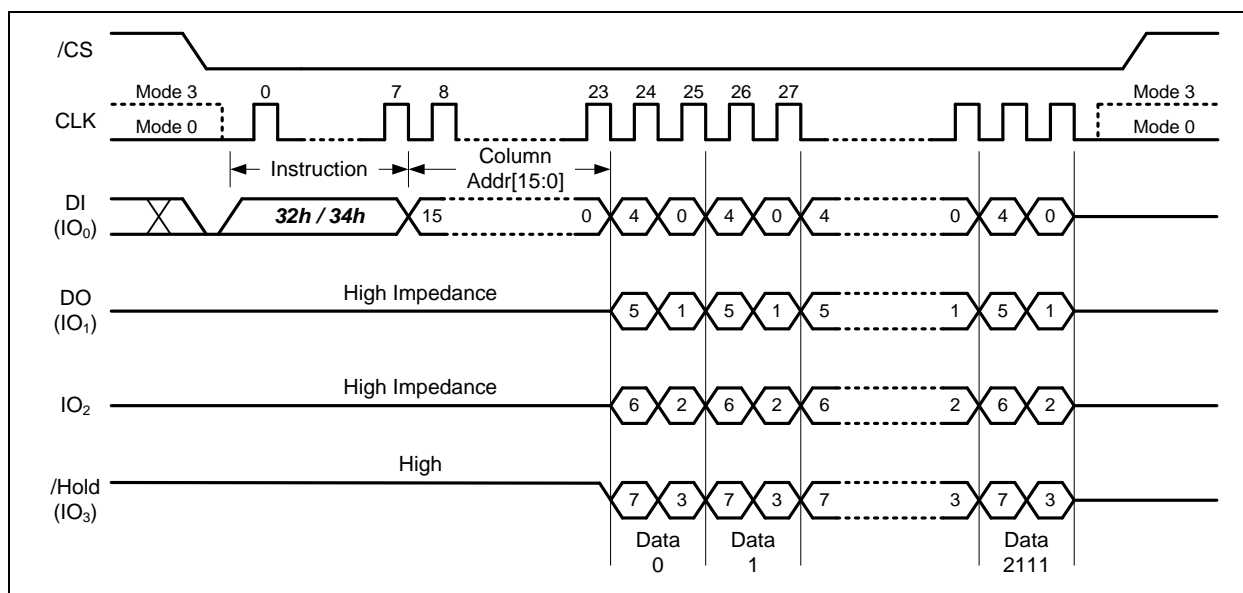 /CS
Mode 3 0 7 8 23 24 25 26 27 Mode 3
CLK
Mode 0 Mode 0
Instruction Column
Addr[15:0]
DI
(IO0) 32h / 34h 15 0 4 0 4 0 4 0 4 0
High Impedance
DO
(IO1) 5 1 5 1 5 1 5 1
High Impedance
IO2 6 2 6 2 6 2 6 2
High
/Hold
(IO3) 7 3 7 3 7 3 7 3
Data Data Data
0 1 2111